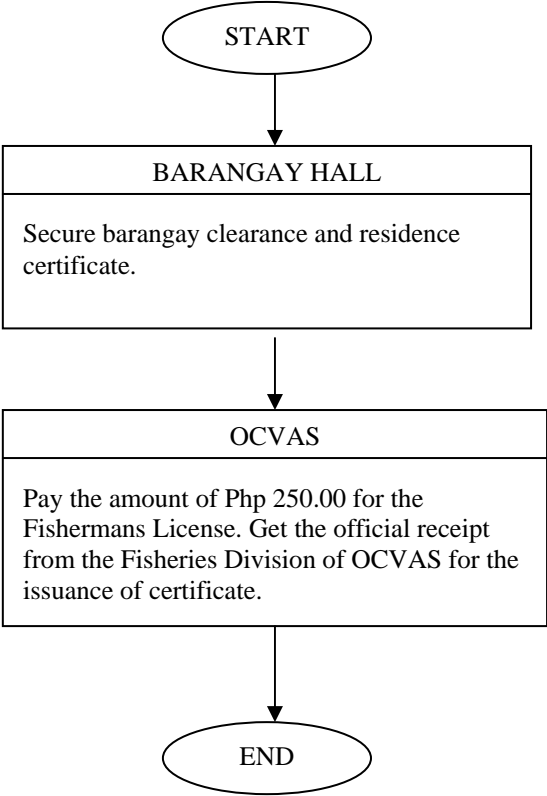 START
BARANGAY HALL
Secure barangay clearance and residence
certificate.
OCVAS
Pay the amount of Php 250.00 for the
Fishermans License. Get the official receipt
from the Fisheries Division of OCVAS for the
issuance of certificate.
END